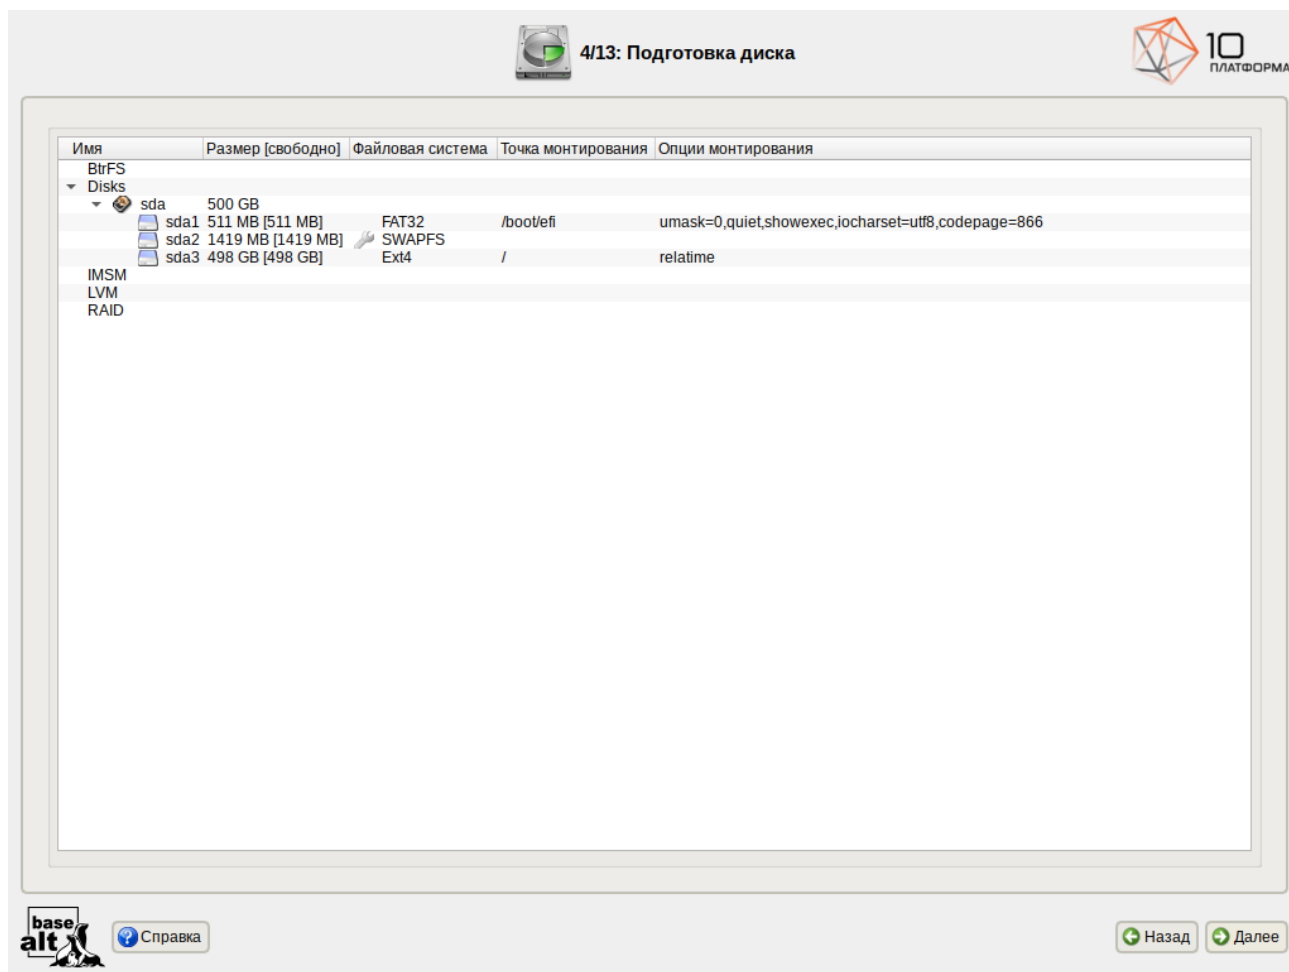 4/13: Подготовка диска
10
ПЛАТФОРМА
Имя Размер [свободно] Файловая система Точка монтирования Опции монтирования
BtrFS
Disks
sda 500 GB
sda1 511 MB [511 MB] FAT32 /boot/efi umask=0,quiet,showexec,iocharset=utf8,codepage=866
sda2 1419 MB [1419 MB] SWAPFS
sda3 498 GB [498 GB] Ext4 / relatime
IMSM
LVM
RAID
base
alt
Справка Назад Далее